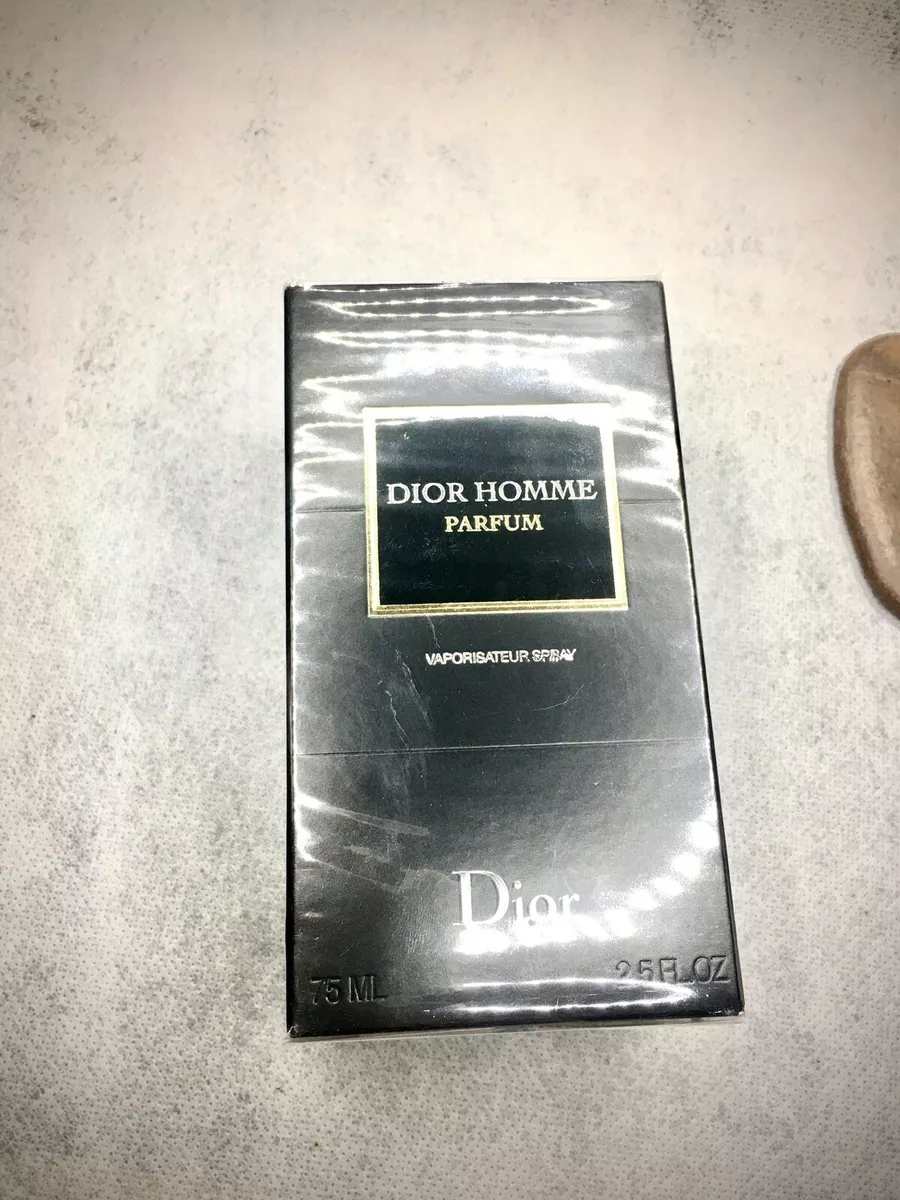 DIOR HOMME
PARFUM
VAPORISATEUR SPRAY
Dior
75 ML 2.5 FL.OZ